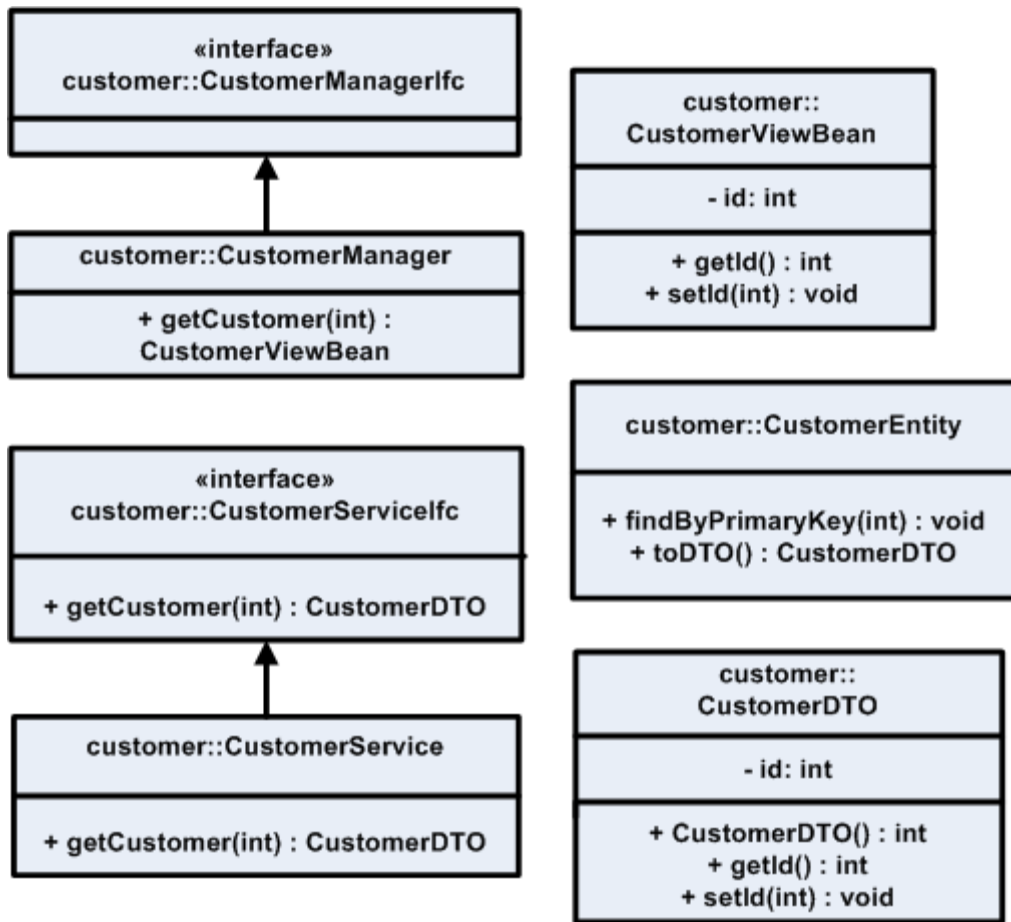 «interface»
customer::CustomerManagerIfc
customer::CustomerManager
+ getCustomer(int) :
CustomerViewBean
«interface»
customer::CustomerServiceIfc
+ getCustomer(int) : CustomerDTO
customer::CustomerService
+ getCustomer(int) : CustomerDTO
customer::
CustomerViewBean
- id: int
+ getId() : int
+ setId(int) : void
customer::CustomerEntity
+ findByPrimaryKey(int) : void
+ toDTO() : CustomerDTO
customer::
CustomerDTO
- id: int
+ CustomerDTO() : int
+ getId() : int
+ setId(int) : void